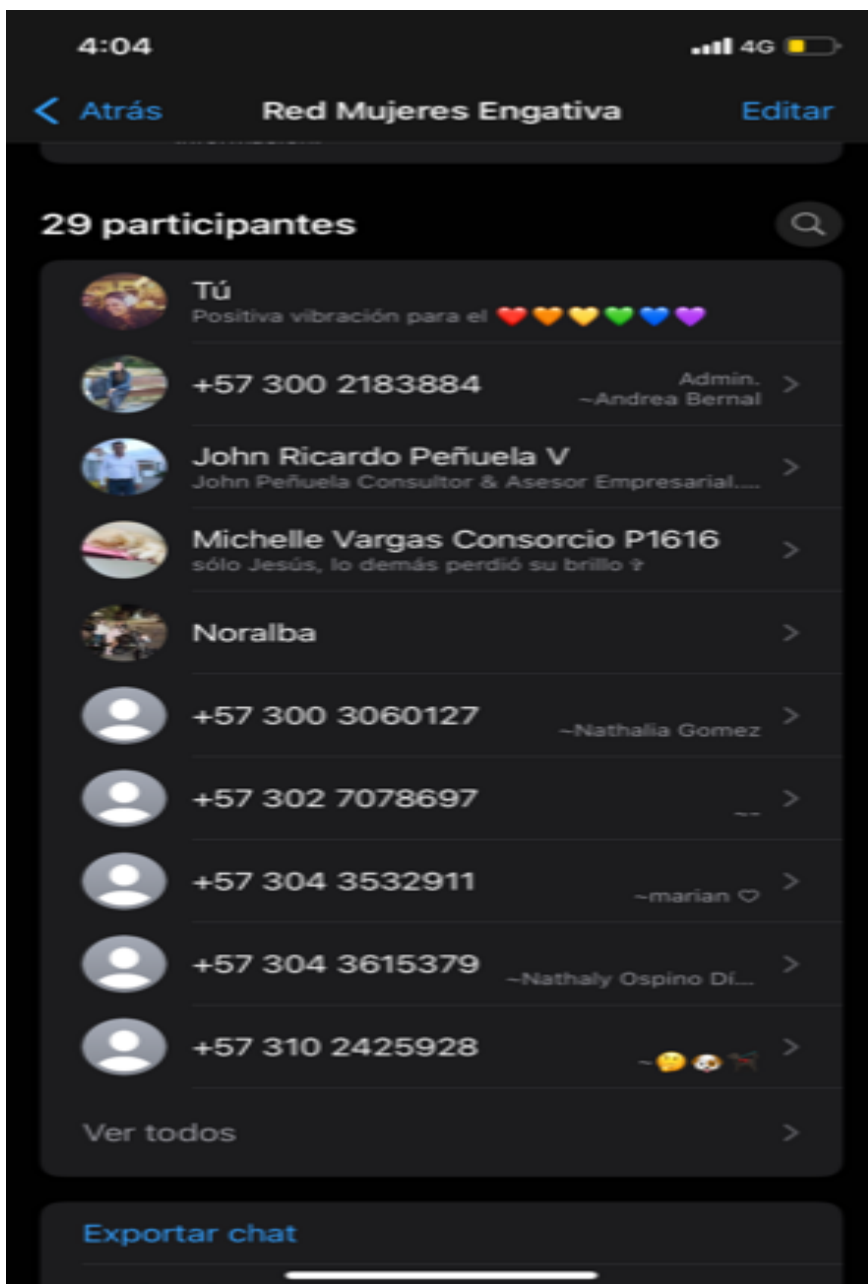 4:04
4G
Atrás
Red Mujeres Engativa
Editar
29 participantes
Tú
Positiva vibración para el ❤️🧡💛💚💙💜
+57 300 2183884
Admin.
~Andrea Bernal
John Ricardo Peñuela V
John Peñuela Consultor & Asesor Empresarial....
Michelle Vargas Consorcio P1616
sólo Jesús, lo demás perdió su brillo ✞
Noralba
+57 300 3060127
~Nathalia Gomez
+57 302 7078697
~-
+57 304 3532911
~marian ♡
+57 304 3615379
~Nathaly Ospino Dí...
+57 310 2425928
~🤔🐶
Ver todos
Exportar chat